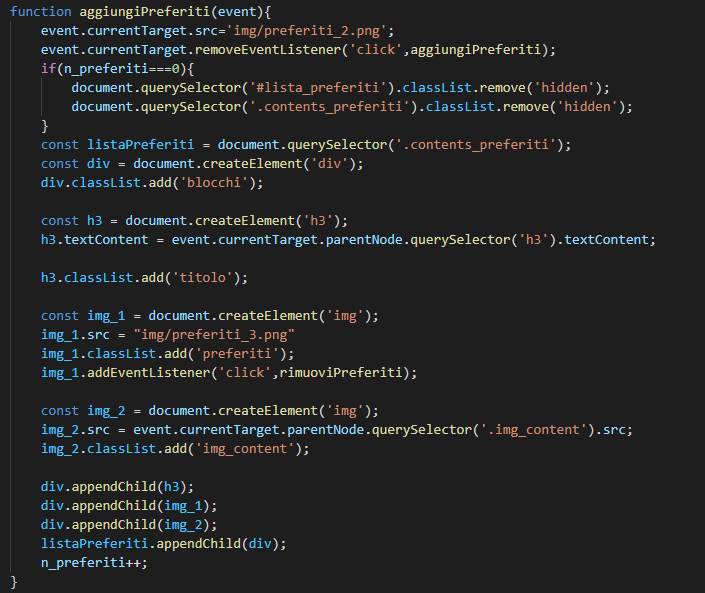 function aggiungiPreferiti(event){
event.currentTarget.src='img/preferiti_2.png';
event.currentTarget.removeEventListener('click',aggiungiPreferiti);
if(n_preferiti===0){
document.querySelector('#lista_preferiti').classList.remove('hidden');
document.querySelector('.contents_preferiti').classList.remove('hidden');
}
const listaPreferiti = document.querySelector('.contents_preferiti');
const div = document.createElement('div');
div.classList.add('blocchi');
const h3 = document.createElement('h3');
h3.textContent = event.currentTarget.parentNode.querySelector('h3').textContent;
h3.classList.add('titolo');
const img_1 = document.createElement('img');
img_1.src = "img/preferiti_3.png"
img_1.classList.add('preferiti');
img_1.addEventListener('click',rimuoviPreferiti);
const img_2 = document.createElement('img');
img_2.src = event.currentTarget.parentNode.querySelector('.img_content').src;
img_2.classList.add('img_content');
div.appendChild(h3);
div.appendChild(img_1);
div.appendChild(img_2);
listaPreferiti.appendChild(div);
n_preferiti++;
}